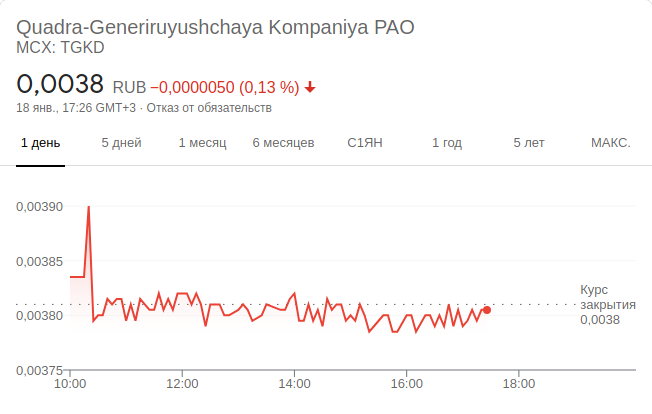 Quadra-Generiruyushchaya Kompaniya PAO
MCX: TGKD
0,0038 RUB −0,0000050 (0,13 %)
18 янв., 17:26 GMT+3 · Отказ от обязательств
1 день 5 дней 1 месяц 6 месяцев С1ЯН 1 год 5 лет МАКС.
0,00390
0,00385
Курс
закрытия
0,0038
0,00380
0,00375
10:00 12:00 14:00 16:00 18:00